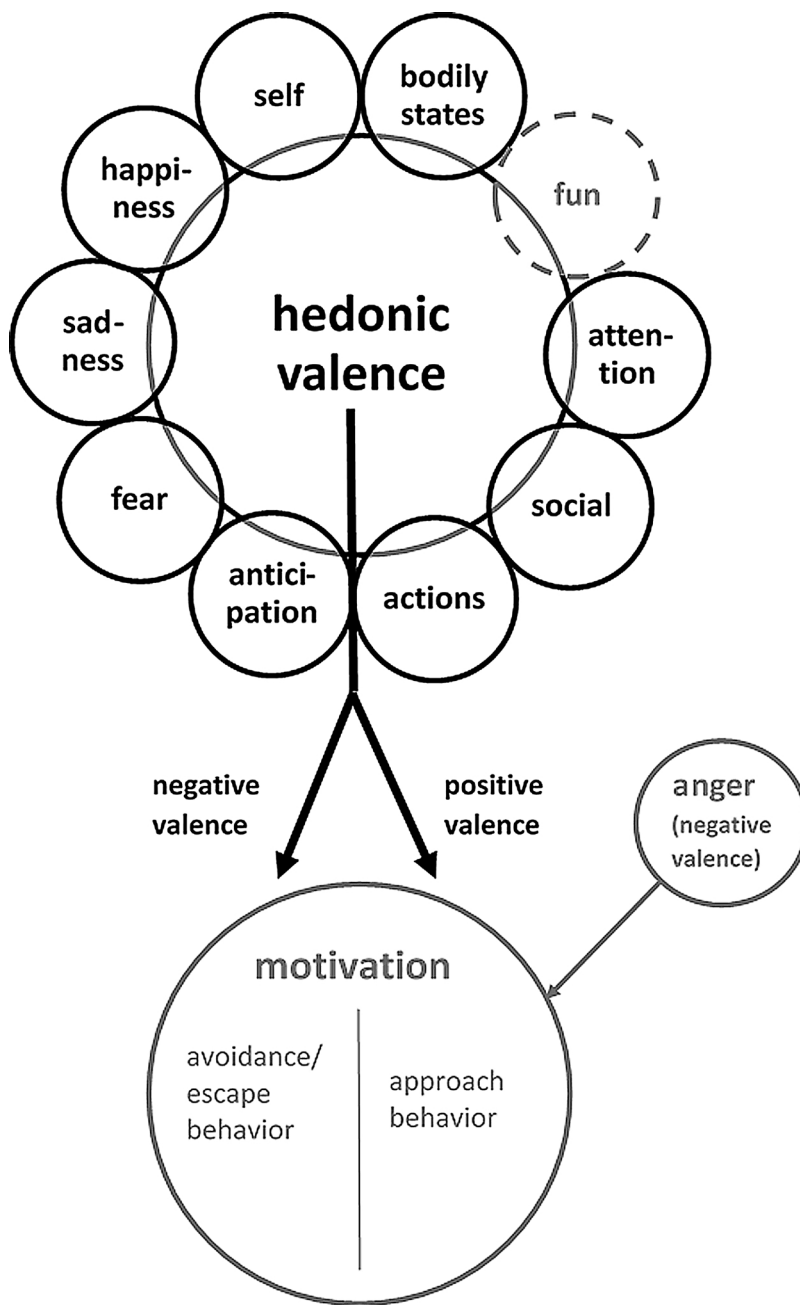 self
bodily
states
happi-
ness
fun
sad-
ness
hedonic
valence
atten-
tion
fear
social
antici-
pation
actions
negative
valence
positive
valence
anger
(negative
valence)
motivation
avoidance/
escape
behavior
approach
behavior